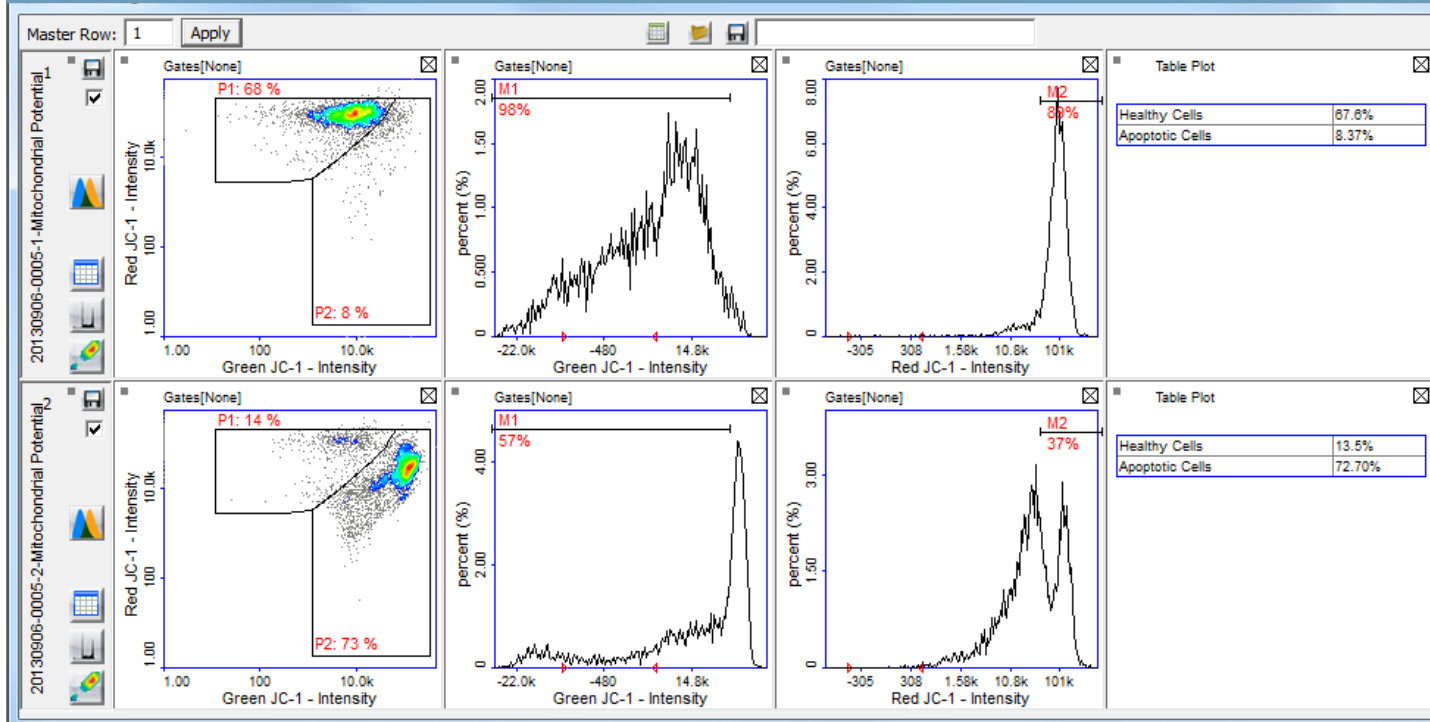 Master Row: 1 Apply
20130906-0005-1-Mitochondrial Potential 1
Gates[None]
P1: 68 %
P2: 8 %
Red JC-1 - Intensity
10.0k
100
1.00
1.00 100 10.0k
Green JC-1 - Intensity
Gates[None]
M1
98%
percent (%)
2.00
1.50
1.00
0.500
0
-22.0k -480 14.8k
Green JC-1 - Intensity
Gates[None]
M2
89%
percent (%)
8.00
6.00
4.00
2.00
0
-305 308 1.58k 10.8k 101k
Red JC-1 - Intensity
Table Plot
Healthy Cells 67.6%
Apoptotic Cells 8.37%
20130906-0005-2-Mitochondrial Potential 2
Gates[None]
P1: 14 %
P2: 73 %
Red JC-1 - Intensity
10.0k
100
1.00
1.00 100 10.0k
Green JC-1 - Intensity
Gates[None]
M1
57%
percent (%)
4.00
2.00
0
-22.0k -480 14.8k
Green JC-1 - Intensity
Gates[None]
M2
37%
percent (%)
3.00
1.50
0
-305 308 1.58k 10.8k 101k
Red JC-1 - Intensity
Table Plot
Healthy Cells 13.5%
Apoptotic Cells 72.70%